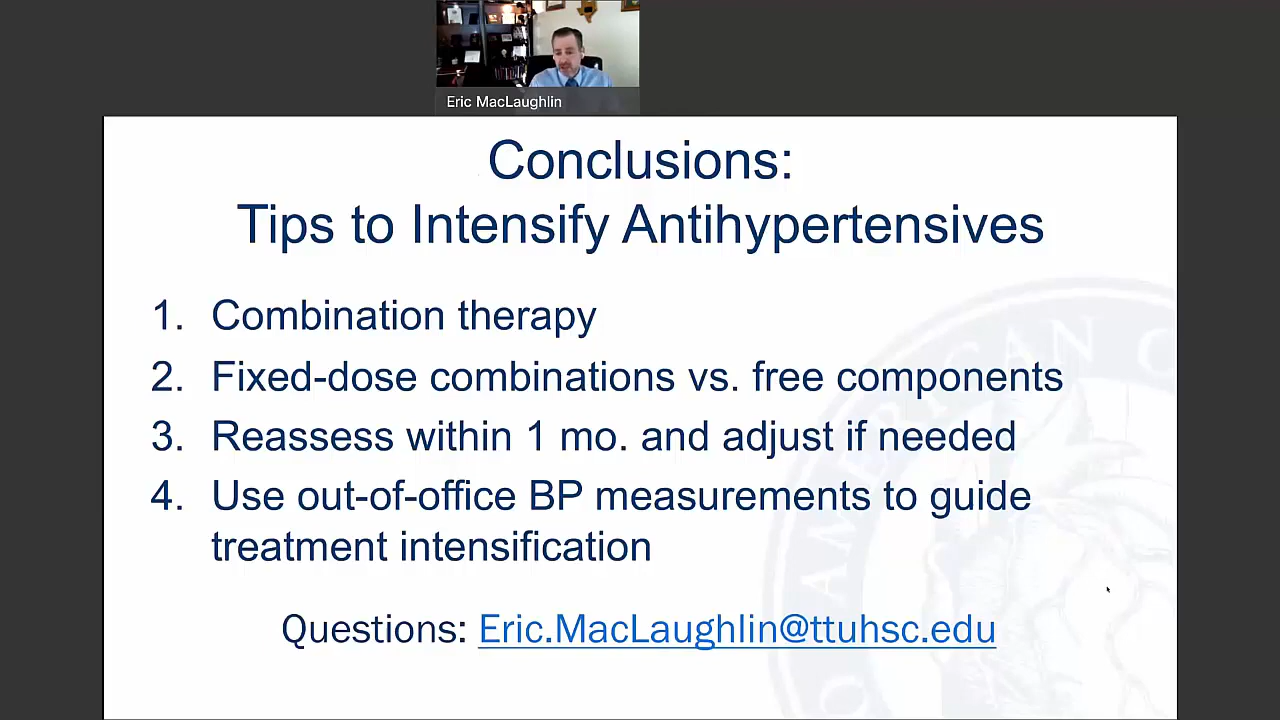 Eric MacLaughlin
Conclusions:
Tips to Intensify Antihypertensives
1. Combination therapy
2. Fixed-dose combinations vs. free components
3. Reassess within 1 mo. and adjust if needed
4. Use out-of-office BP measurements to guide
treatment intensification
Questions: Eric.MacLaughlin@ttuhsc.edu
AMERICAN C